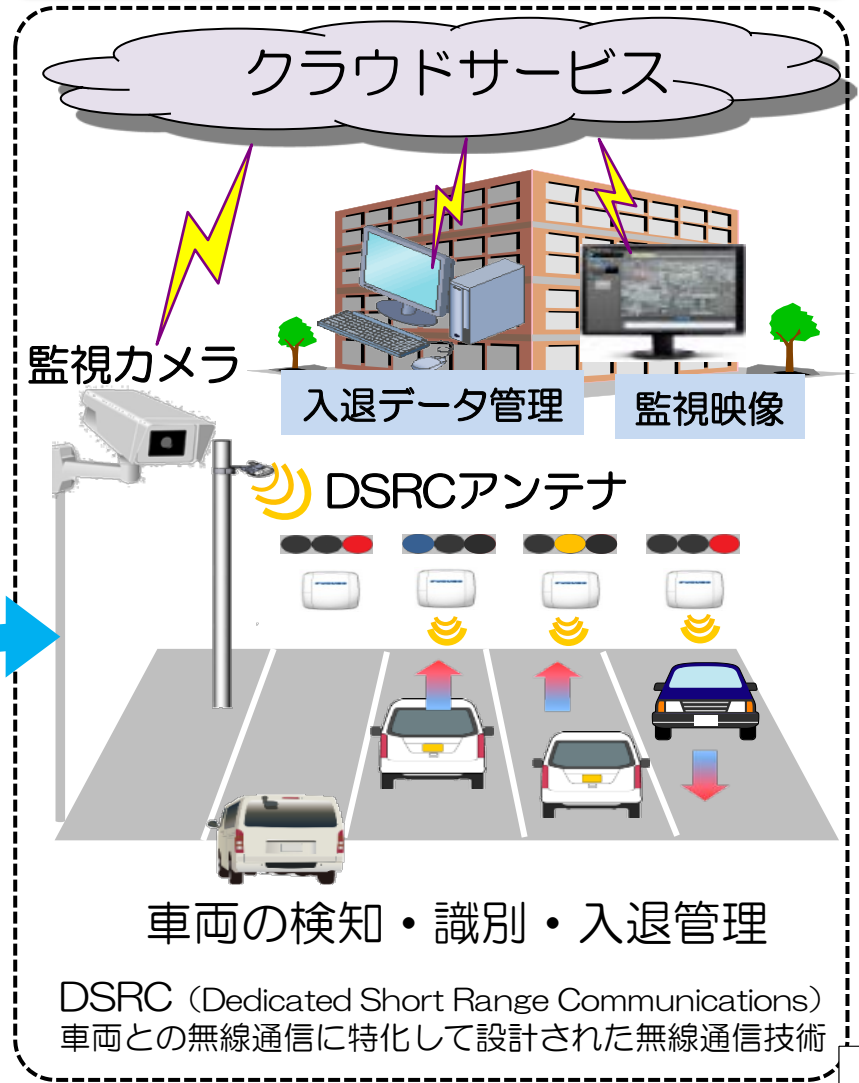 クラウドサービス
監視カメラ
入退データ管理
監視映像
DSRCアンテナ
車両の検知・識別・入退管理
DSRC（Dedicated Short Range Communications）
車両との無線通信に特化して設計された無線通信技術